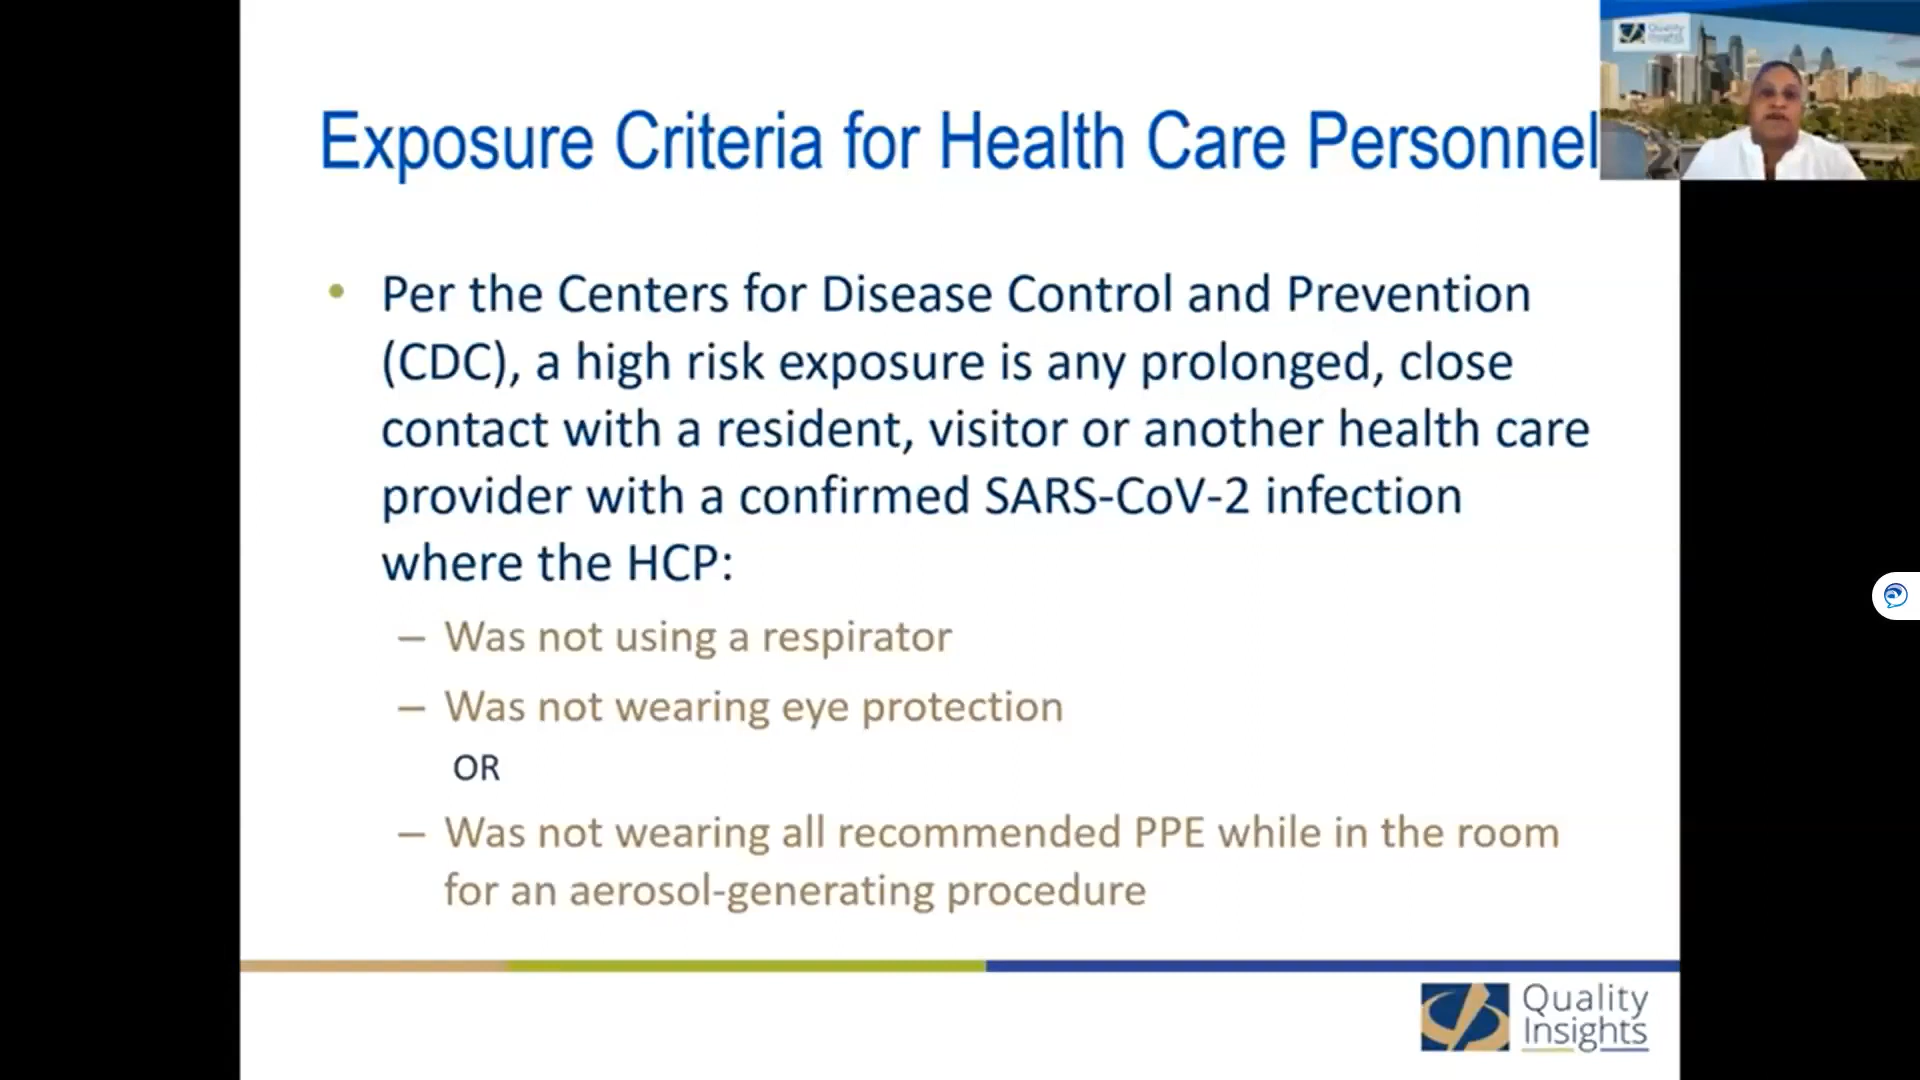 Exposure Criteria for Health Care Personnel
Quality
Insights
• Per the Centers for Disease Control and Prevention
(CDC), a high risk exposure is any prolonged, close
contact with a resident, visitor or another health care
provider with a confirmed SARS-CoV-2 infection
where the HCP:
– Was not using a respirator
– Was not wearing eye protection
OR
– Was not wearing all recommended PPE while in the room
for an aerosol-generating procedure
Quality
Insights